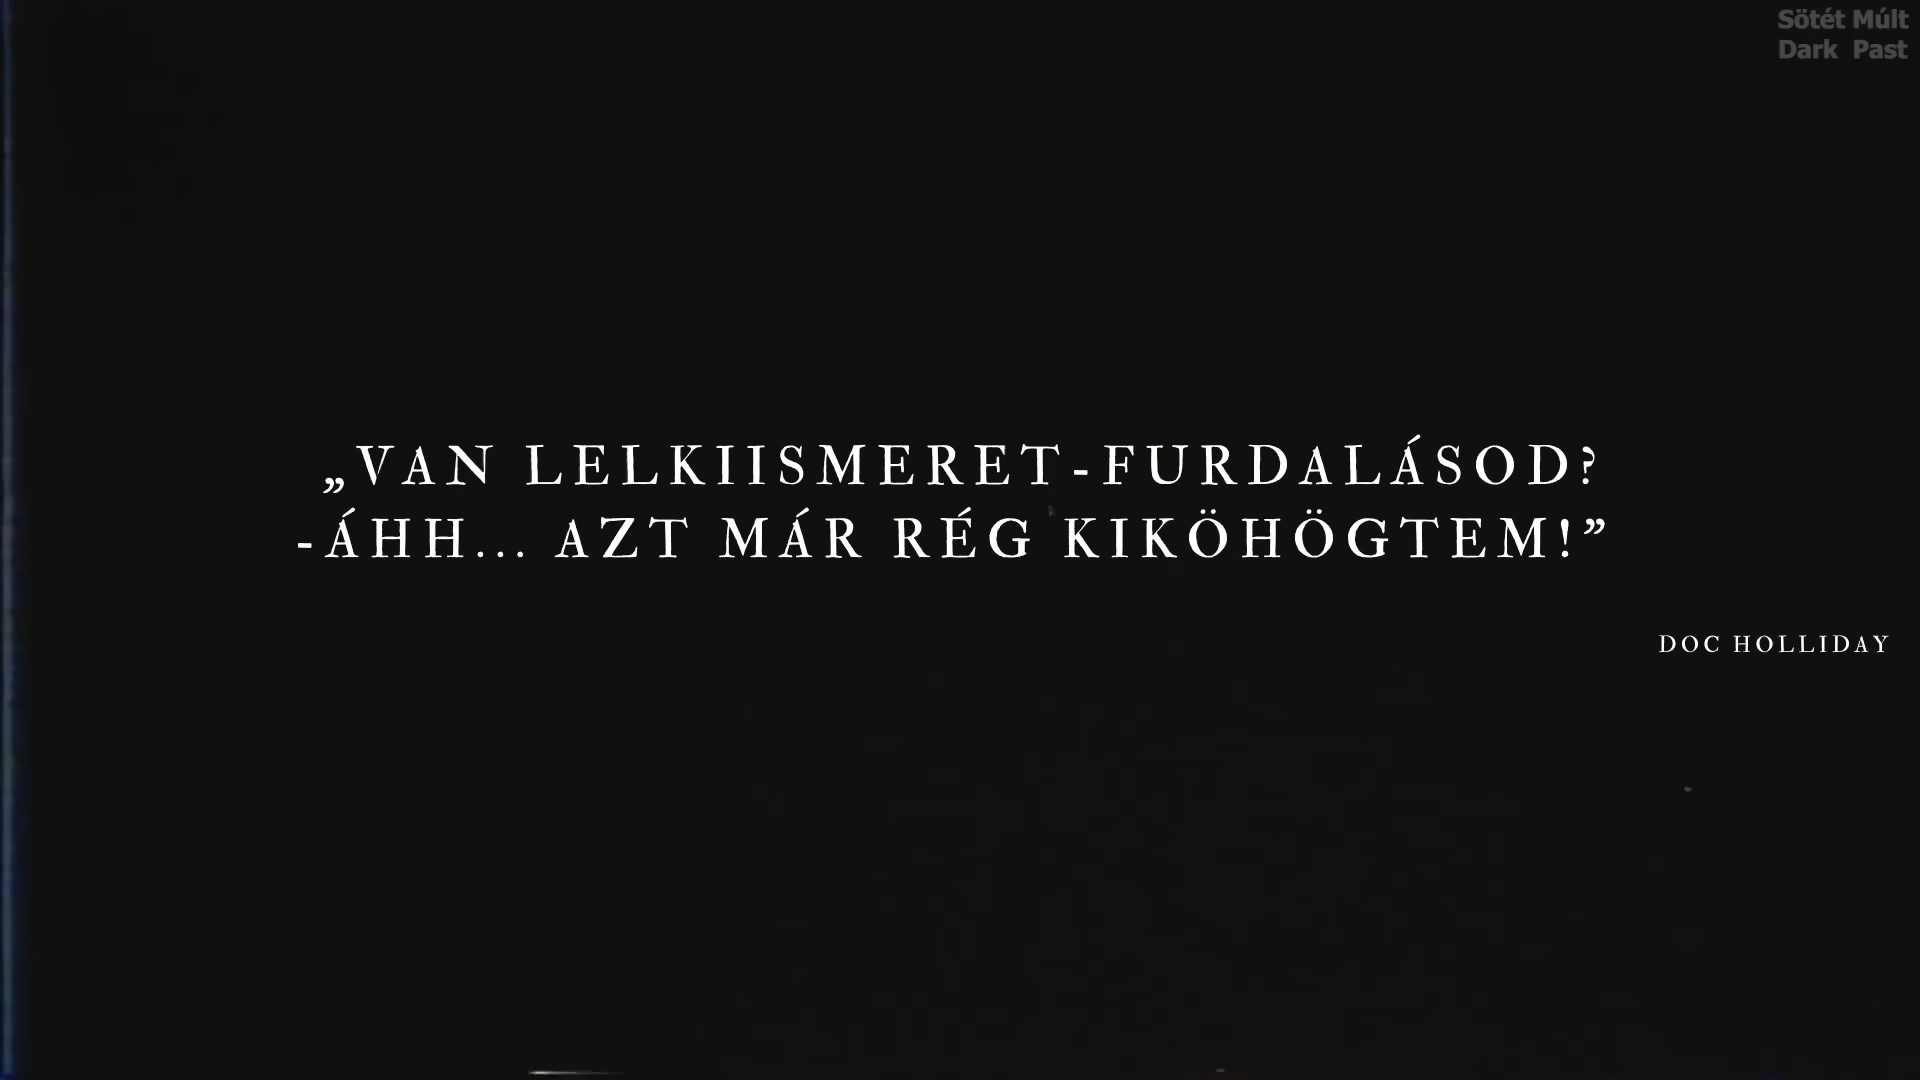 Sötét Múlt
Dark Past
„VAN LELKIISMERET-FURDALÁSOD?
-ÁHH... AZT MÁR RÉG KIKÖHÖGTEM!”
DOC HOLLIDAY